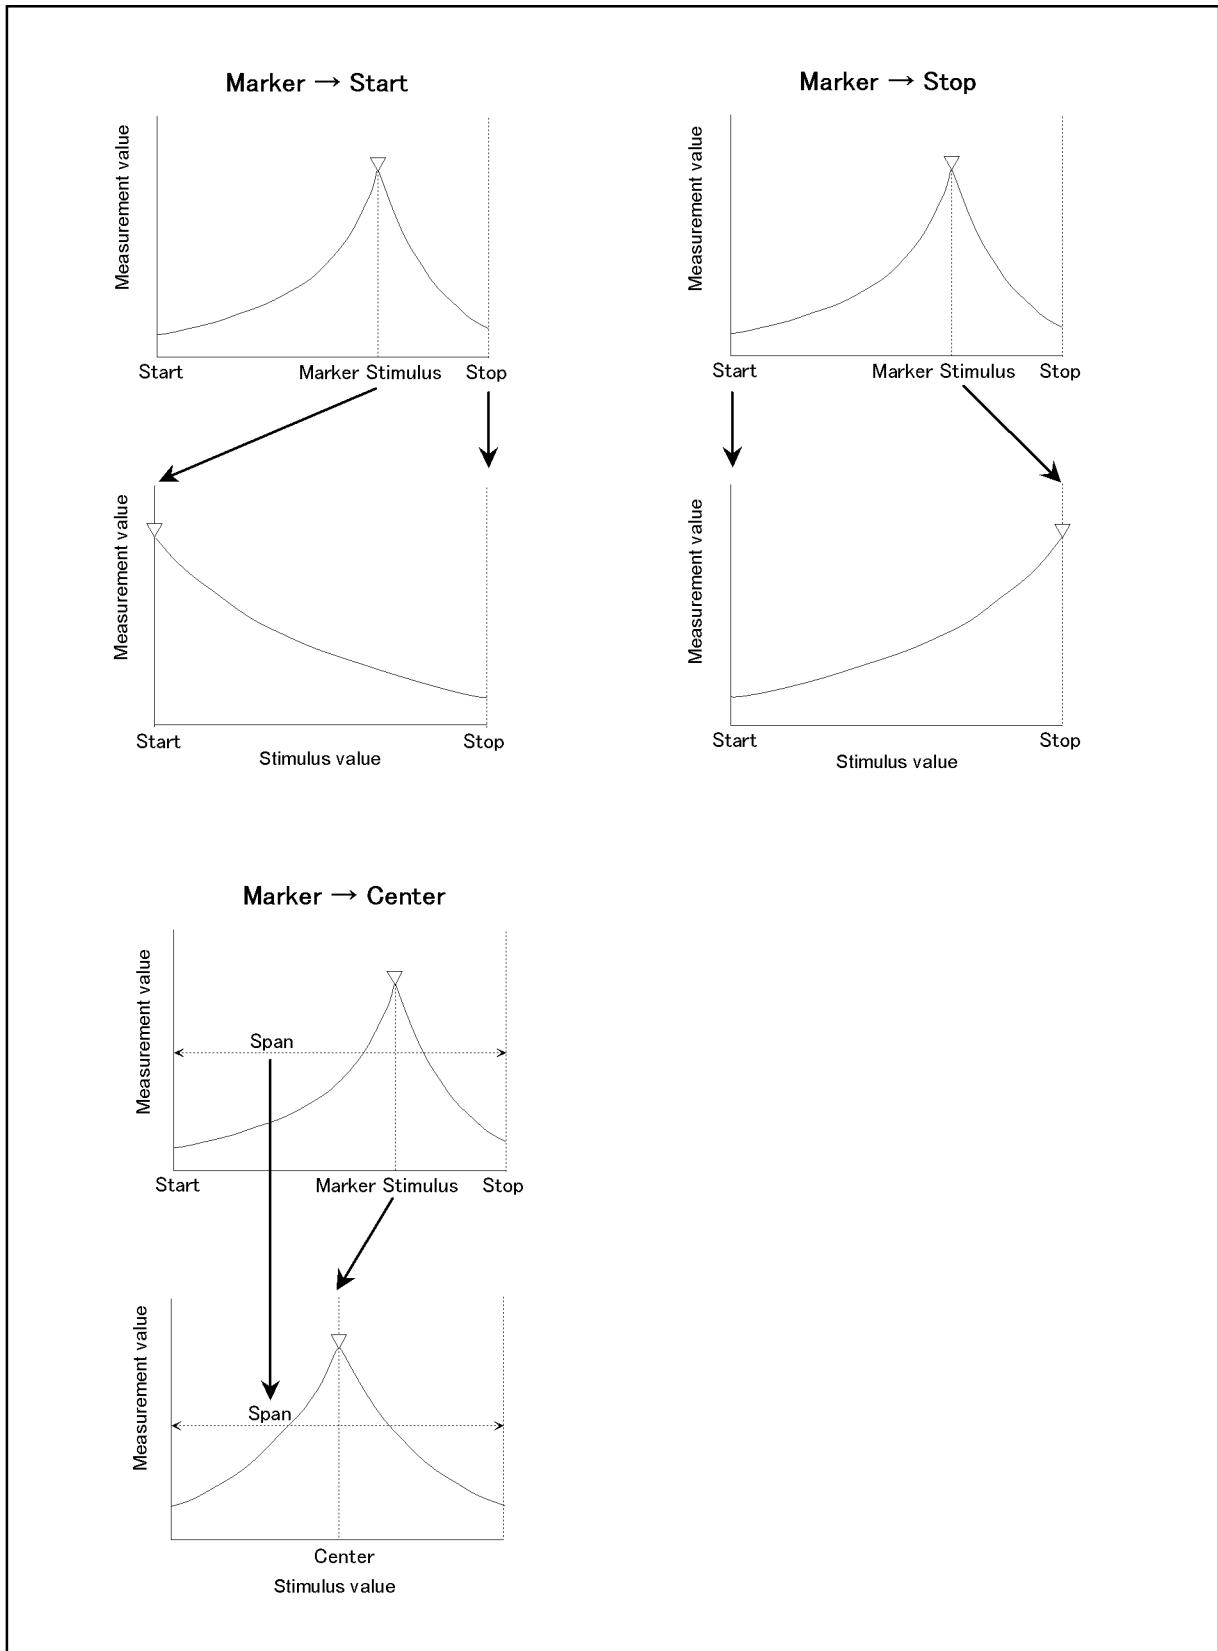 Marker → Start
Measurement value
Start Marker Stimulus Stop
Measurement value
Start Stop
Stimulus value
Marker → Stop
Measurement value
Start Marker Stimulus Stop
Measurement value
Start Stop
Stimulus value
Marker → Center
Measurement value
Span
Start Marker Stimulus Stop
Measurement value
Span
Center
Stimulus value